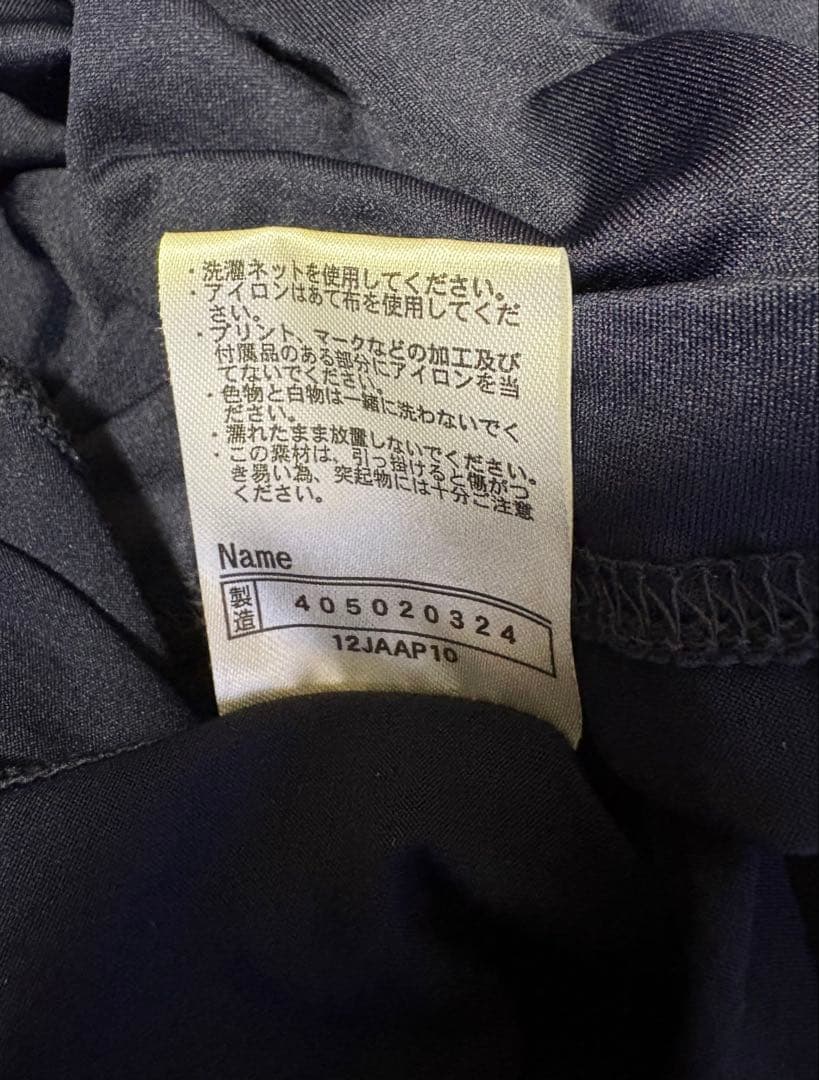 ・洗濯ネットを使用してください。
・アイロンはあて布を使用してくだ
さい。
・プリント、マークなどの加工及び
付属品のある部分にアイロンを当
てないでください。
・色物と白物は一緒に洗わないでく
ださい。
・濡れたまま放置しないでください。
・この素材は、引っ掛けると傷がつ
き易い為、突起物には十分ご注意
ください。
Name
製造 405020324
12JAAP10